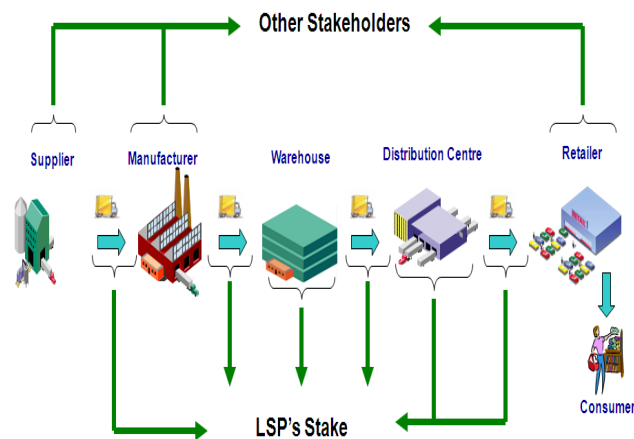 Other Stakeholders
Supplier
Manufacturer
Warehouse
Distribution Centre
Retailer
Consumer
LSP's Stake